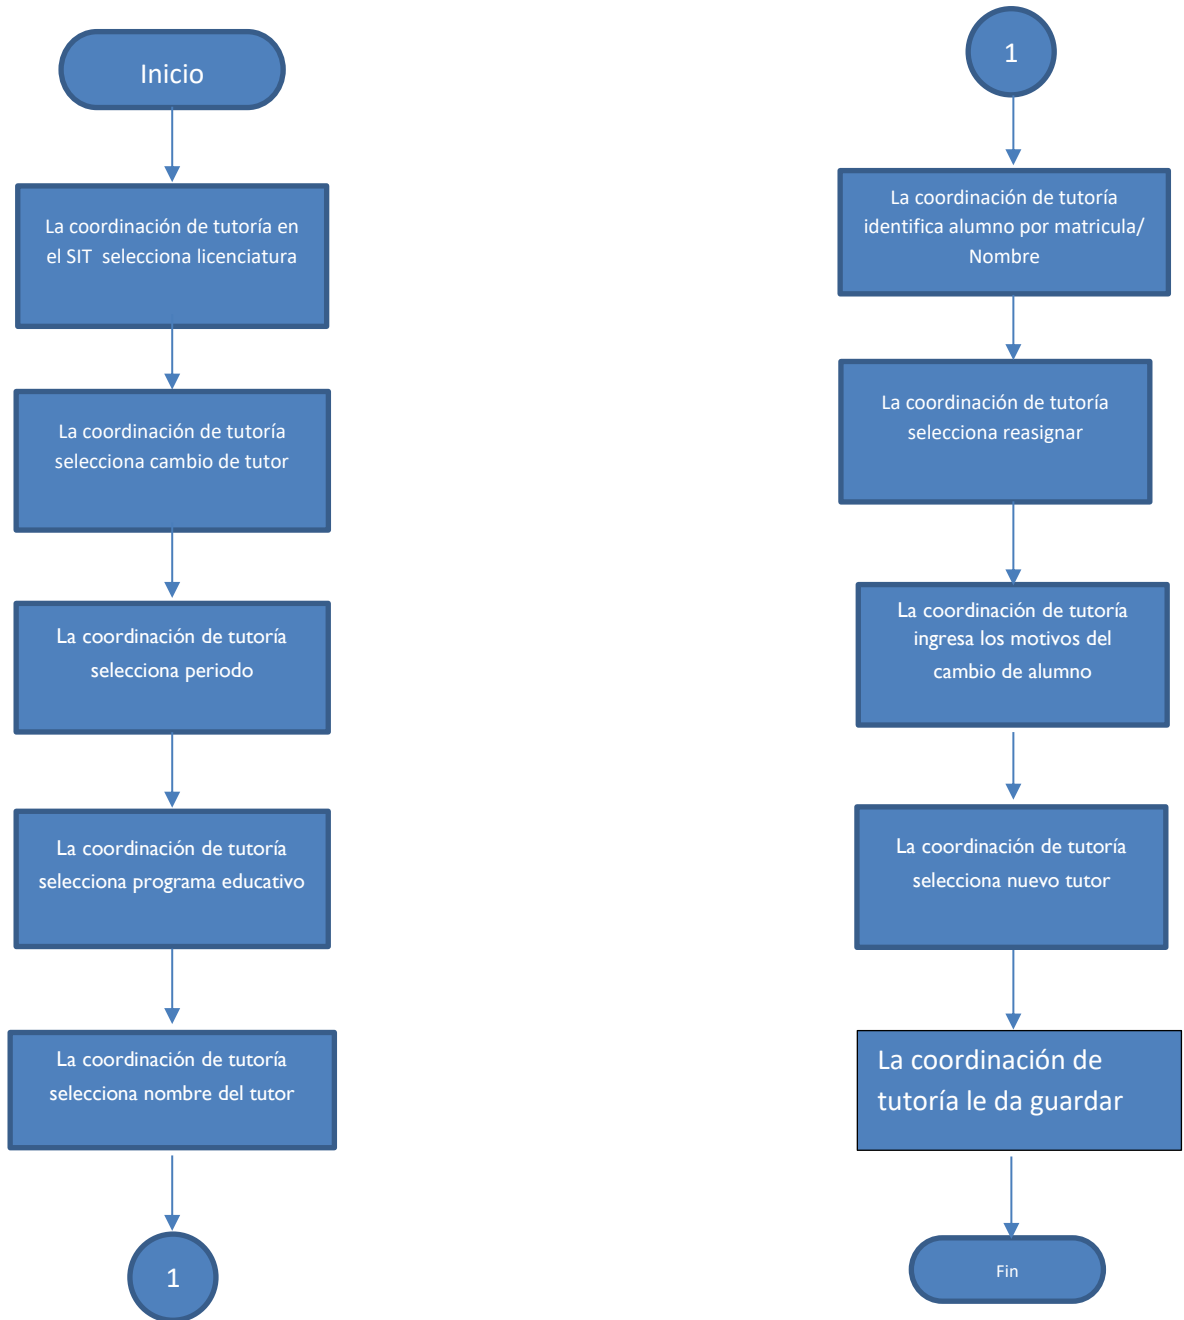 Inicio
La coordinación de tutoría en
el SIT selecciona licenciatura
La coordinación de tutoría
selecciona cambio de tutor
La coordinación de tutoría
selecciona periodo
La coordinación de tutoría
selecciona programa educativo
La coordinación de tutoría
selecciona nombre del tutor
1
1
La coordinación de tutoría
identifica alumno por matricula/
Nombre
La coordinación de tutoría
selecciona reasignar
La coordinación de tutoría
ingresa los motivos del
cambio de alumno
La coordinación de tutoría
selecciona nuevo tutor
La coordinación de
tutoría le da guardar
Fin